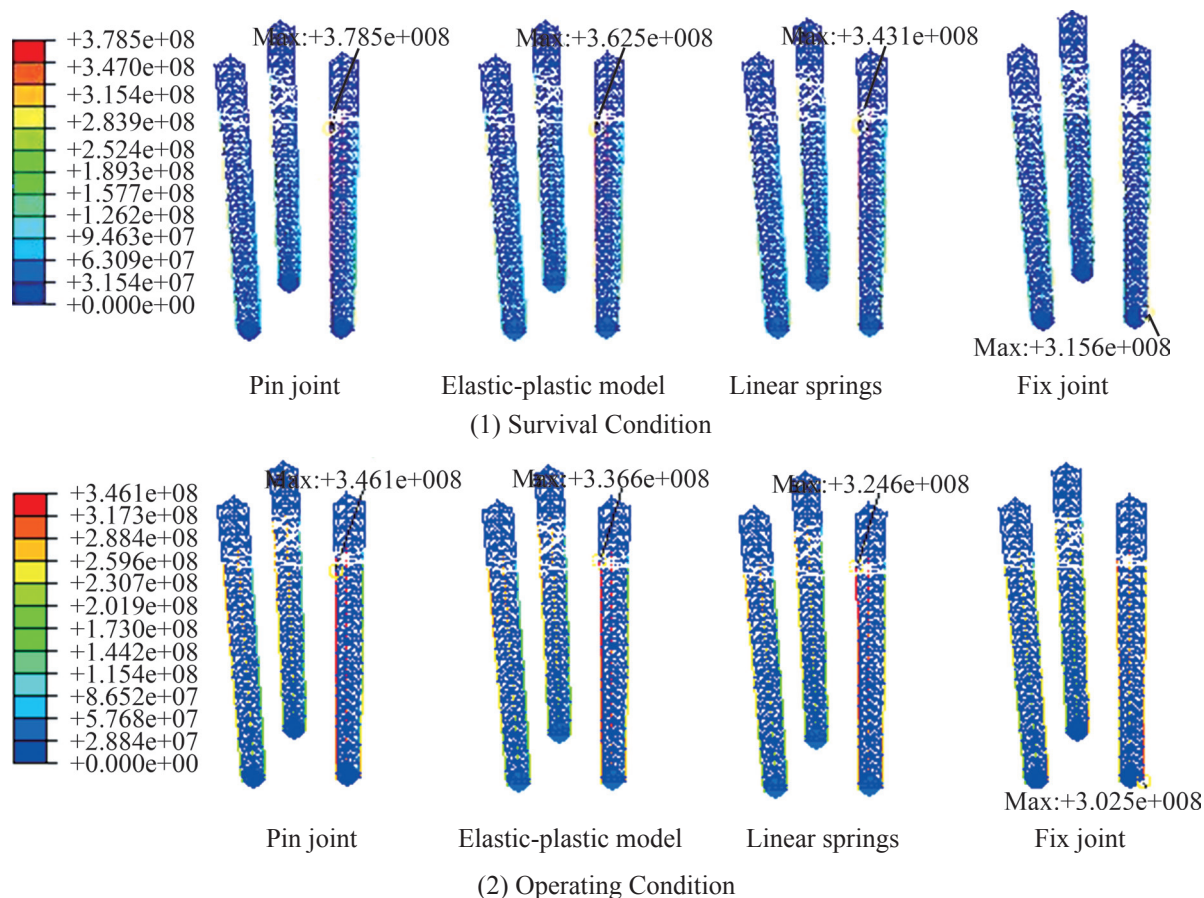 Max:+3.785e+008 Max:+3.625e+008 Max:+3.431e+008
+3.785e+08
+3.470e+08
+3.154e+08
+2.839e+08
+2.524e+08
+1.893e+08
+1.577e+08
+1.262e+08
+9.463e+07
+6.309e+07
+3.154e+07
+0.000e+00
Max:+3.156e+008
Pin joint Elastic-plastic model Linear springs Fix joint
(1) Survival Condition
Max:+3.461e+008 Max:+3.366e+008 Max:+3.246e+008
+3.461e+08
+3.173e+08
+2.884e+08
+2.596e+08
+2.307e+08
+2.019e+08
+1.730e+08
+1.442e+08
+1.154e+08
+8.652e+07
+5.768e+07
+2.884e+07
+0.000e+00
Max:+3.025e+008
Pin joint Elastic-plastic model Linear springs Fix joint
(2) Operating Condition